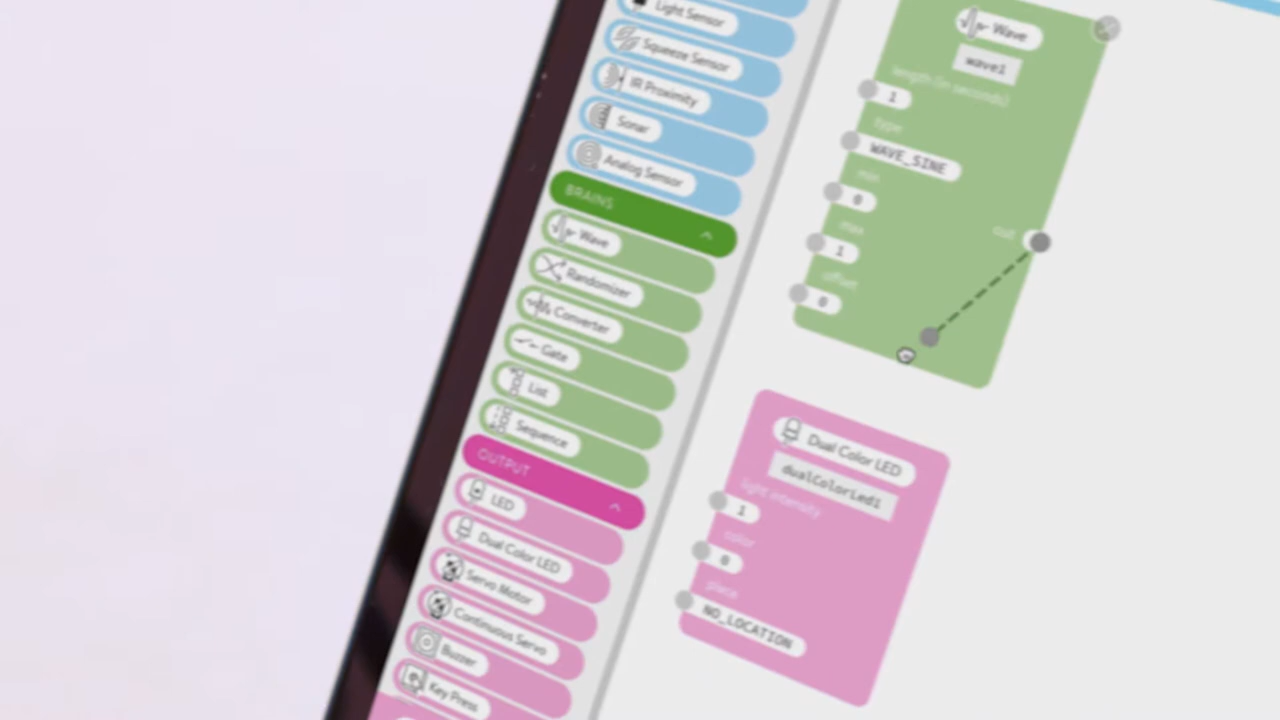 Light Sensor
Squeeze Sensor
IR Proximity
Sonar
Analog Sensor
BRAINS
Wave
Randomizer
Converter
Gate
List
Sequence
OUTPUT
LED
Dual Color LED
Servo Motor
Continuous Servo
Buzzer
Key Press
Wave
wave1
length (in seconds)
1
type
WAVE_SINE
min
0
max
1
offset
0
out
Dual Color LED
dualColorLed1
light intensity
1
color
0
place
NO_LOCATION